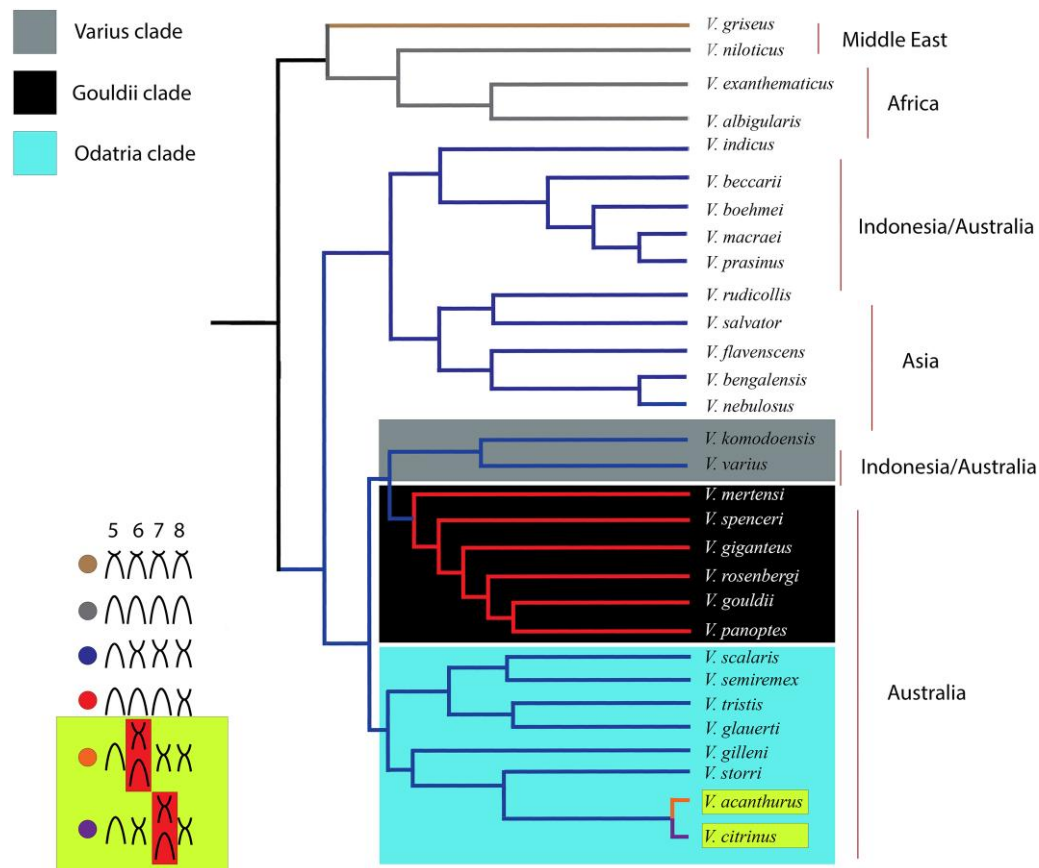 Varius clade
Gouldii clade
Odatria clade
V. griseus
V. niloticus
Middle East
V. exanthematicus
V. albigularis
Africa
V. indicus
V. beccarii
V. boehmei
V. macraei
V. prasinus
Indonesia/Australia
V. rudicollis
V. salvator
V. flavenscens
V. bengalensis
V. nebulosus
Asia
V. komodoensis
V. varius
Indonesia/Australia
V. mertensi
V. spenceri
V. giganteus
V. rosenbergi
V. gouldii
V. panoptes
V. scalaris
V. semiremex
V. tristis
V. glauerti
V. gilleni
V. storri
V. acanthurus
V. citrinus
Australia
5 6 7 8